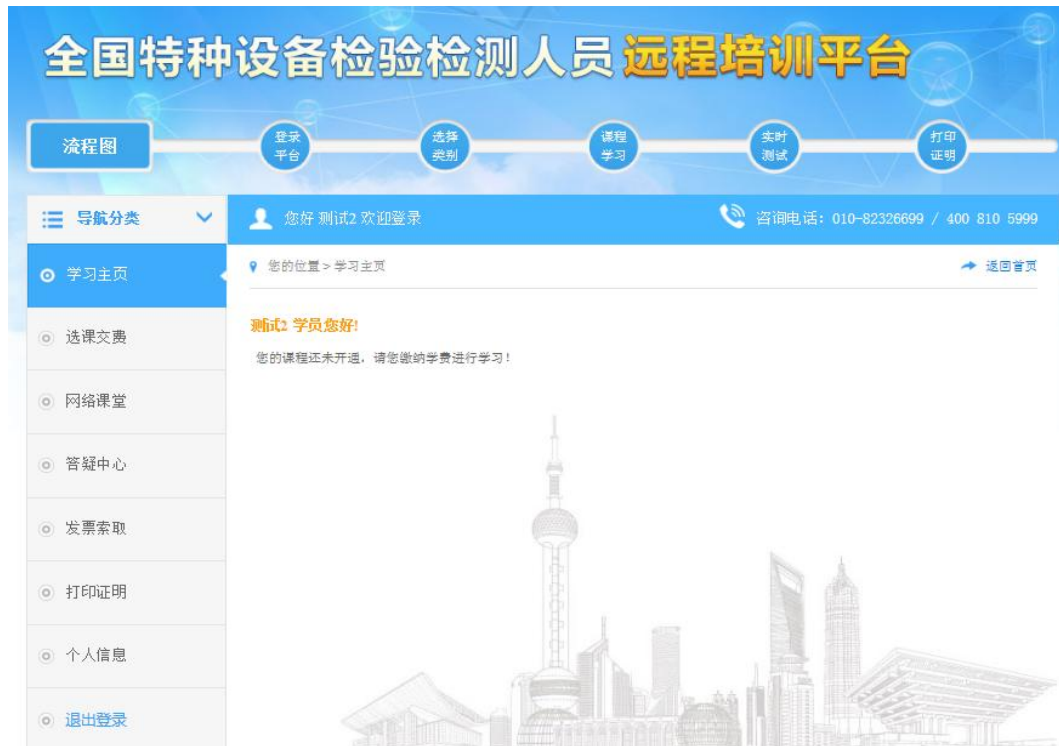 全国特种设备检验检测人员远程培训平台
流程图
登录
平台
选择
类别
课程
学习
实时
测试
打印
证明
导航分类
您好 测试2 欢迎登录
咨询电话：010-82326699 / 400 810 5999
学习主页
您的位置>学习主页
返回首页
测试2 学员您好!
您的课程还未开通，请您缴纳学费进行学习!
选课交费
网络课堂
答疑中心
发票索取
打印证明
个人信息
退出登录